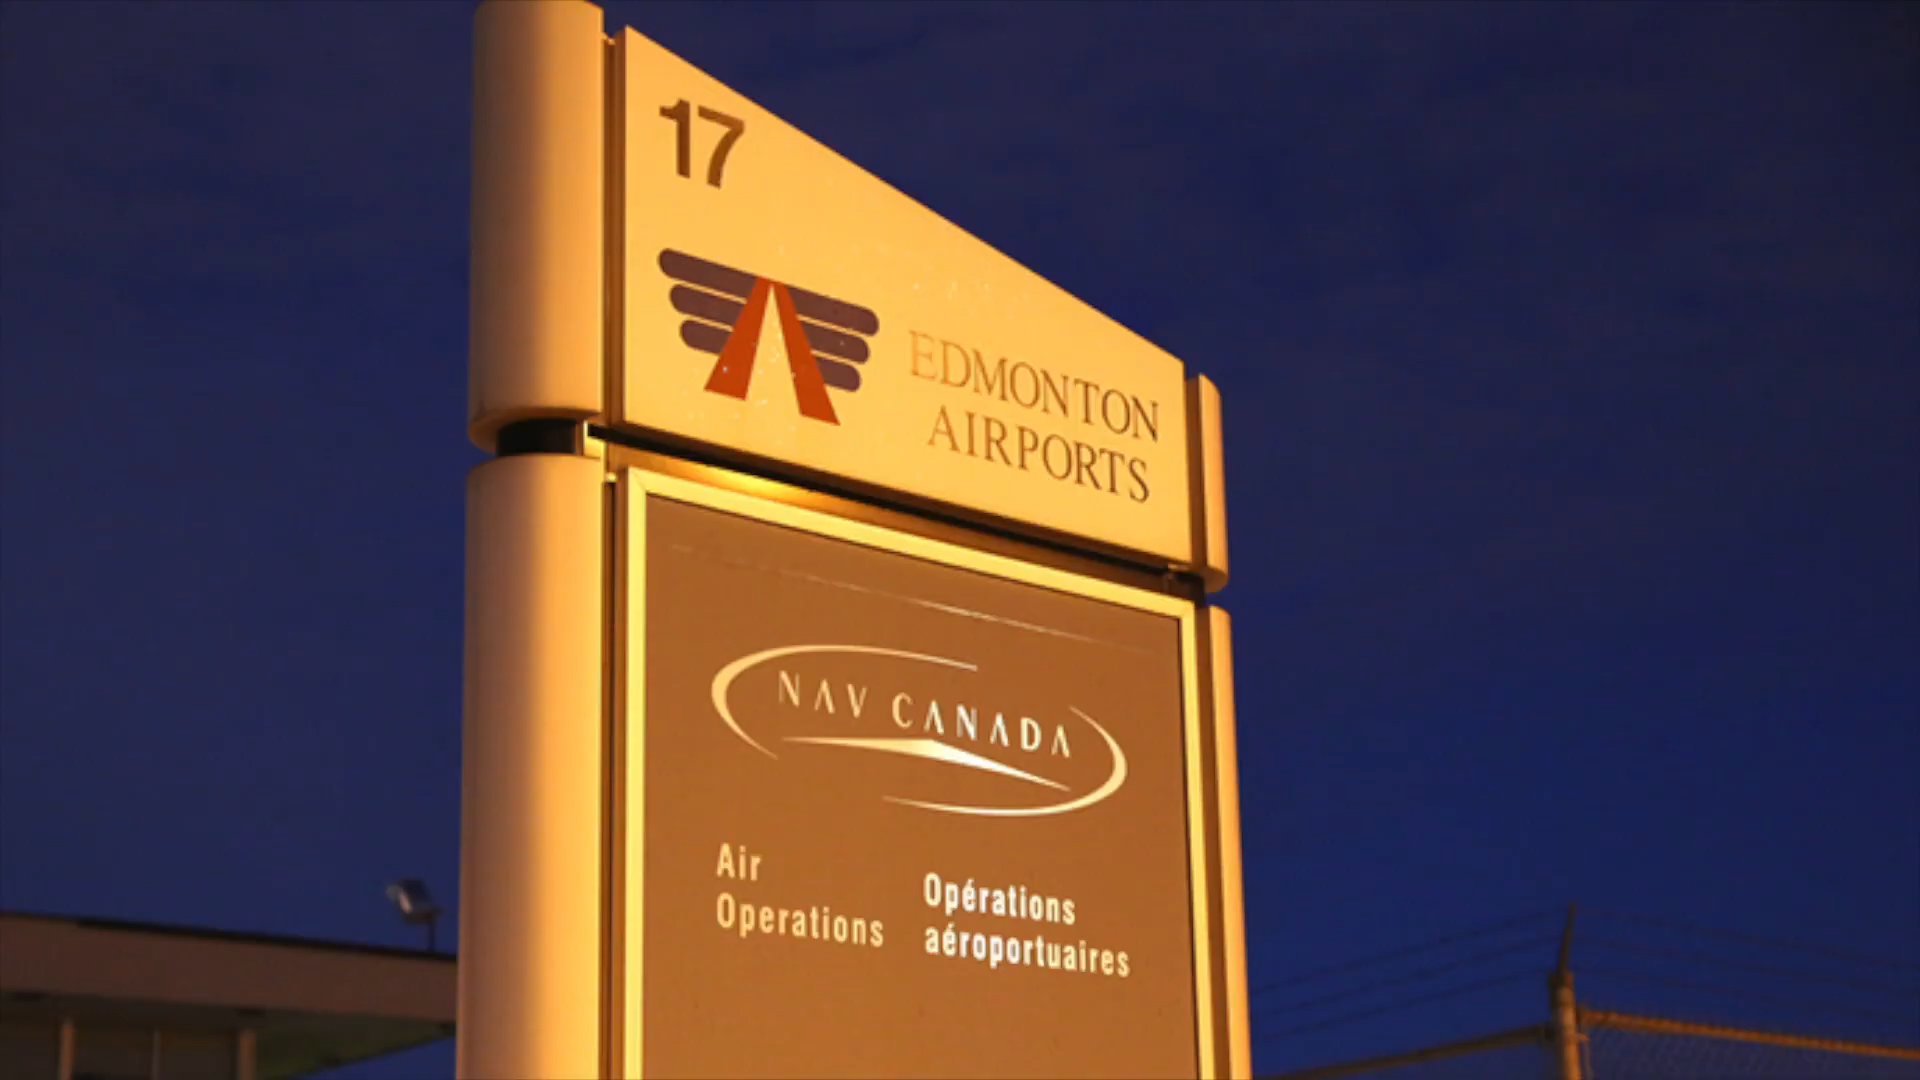 17
EDMONTON
AIRPORTS
NAV CANADA
Air
Operations
Opérations
aéroportuaires